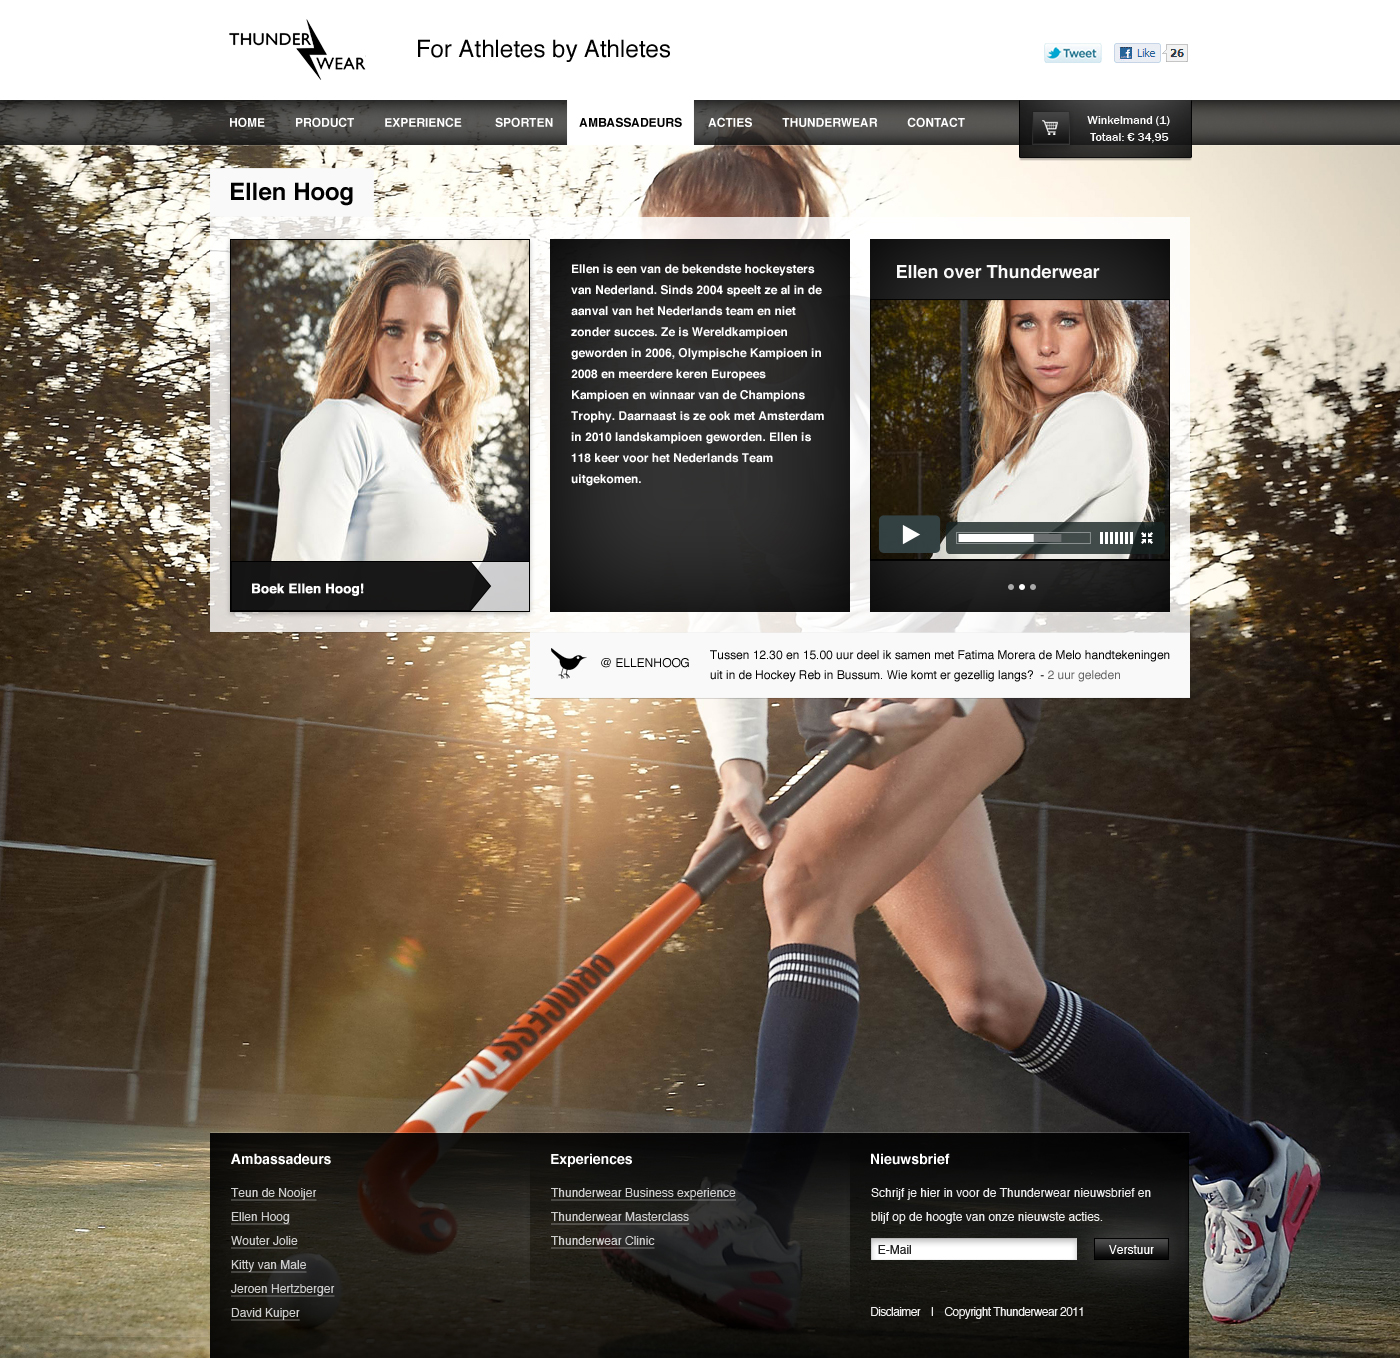 THUNDER
WEAR
For Athletes by Athletes
Tweet
Like
26
HOME
PRODUCT
EXPERIENCE
SPORTEN
AMBASSADEURS
ACTIES
THUNDERWEAR
CONTACT
Winkelmand (1)
Totaal: € 34,95
Ellen Hoog
Boek Ellen Hoog!
Ellen is een van de bekendste hockeysters
van Nederland. Sinds 2004 speelt ze al in de
aanval van het Nederlands team en niet
zonder succes. Ze is Wereldkampioen
geworden in 2006, Olympische Kampioen in
2008 en meerdere keren Europees
Kampioen en winnaar van de Champions
Trophy. Daarnaast is ze ook met Amsterdam
in 2010 landskampioen geworden. Ellen is
118 keer voor het Nederlands Team
uitgekomen.
Ellen over Thunderwear
@ ELLENHOOG
Tussen 12.30 en 15.00 uur deel ik samen met Fatima Morera de Melo handtekeningen
uit in de Hockey Reb in Bussum. Wie komt er gezellig langs? - 2 uur geleden
Ambassadeurs
Teun de Nooijer
Ellen Hoog
Wouter Jolie
Kitty van Male
Jeroen Hertzberger
David Kuiper
Experiences
Thunderwear Business experience
Thunderwear Masterclass
Thunderwear Clinic
Nieuwsbrief
Schrijf je hier in voor de Thunderwear nieuwsbrief en
blijf op de hoogte van onze nieuwste acties.
E-Mail
Verstuur
Disclaimer | Copyright Thunderwear 2011